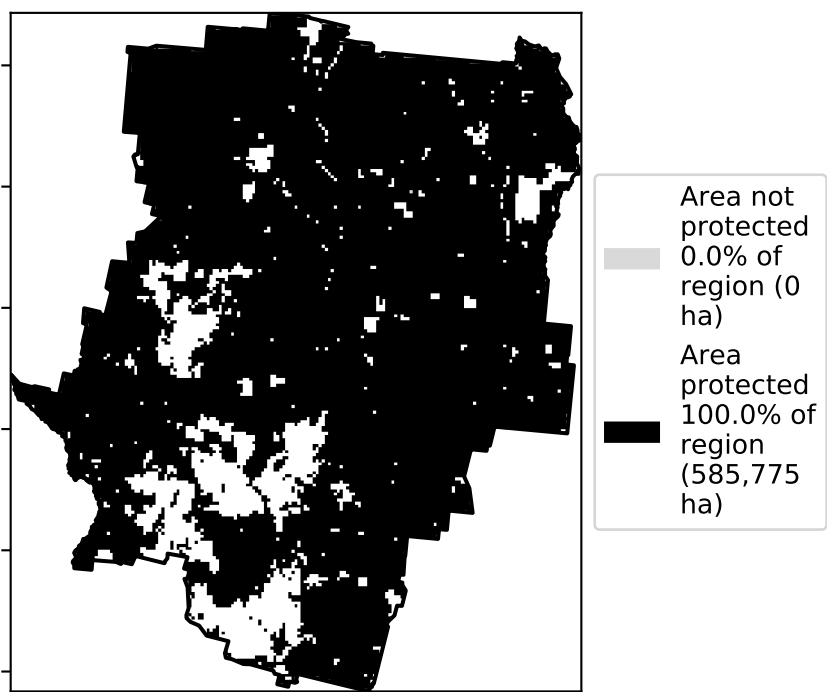 Area not
protected
0.0% of
region (0
ha)
Area
protected
100.0% of
region
(585,775
ha)